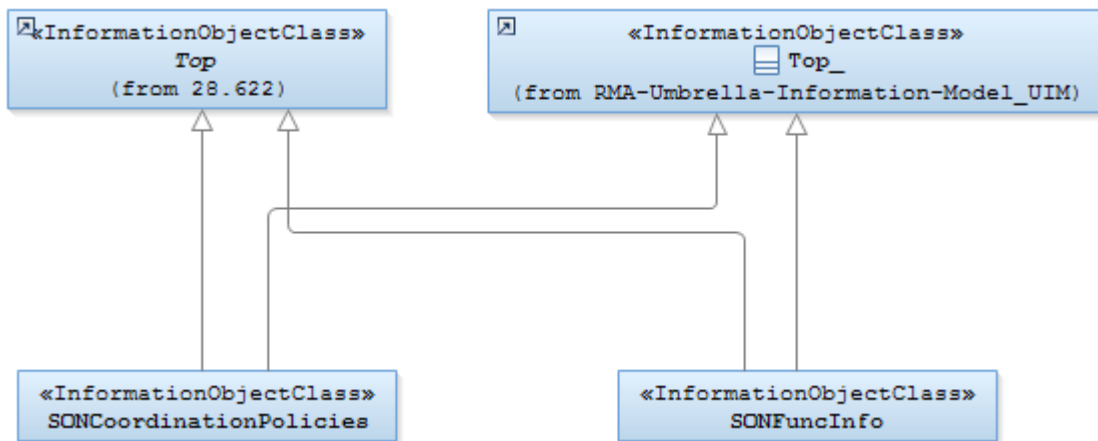 «InformationObjectClass»
Top
(from 28.622)
«InformationObjectClass»
Top_
(from RMA-Umbrella-Information-Model_UIM)
«InformationObjectClass»
SONCoordinationPolicies
«InformationObjectClass»
SONFuncInfo